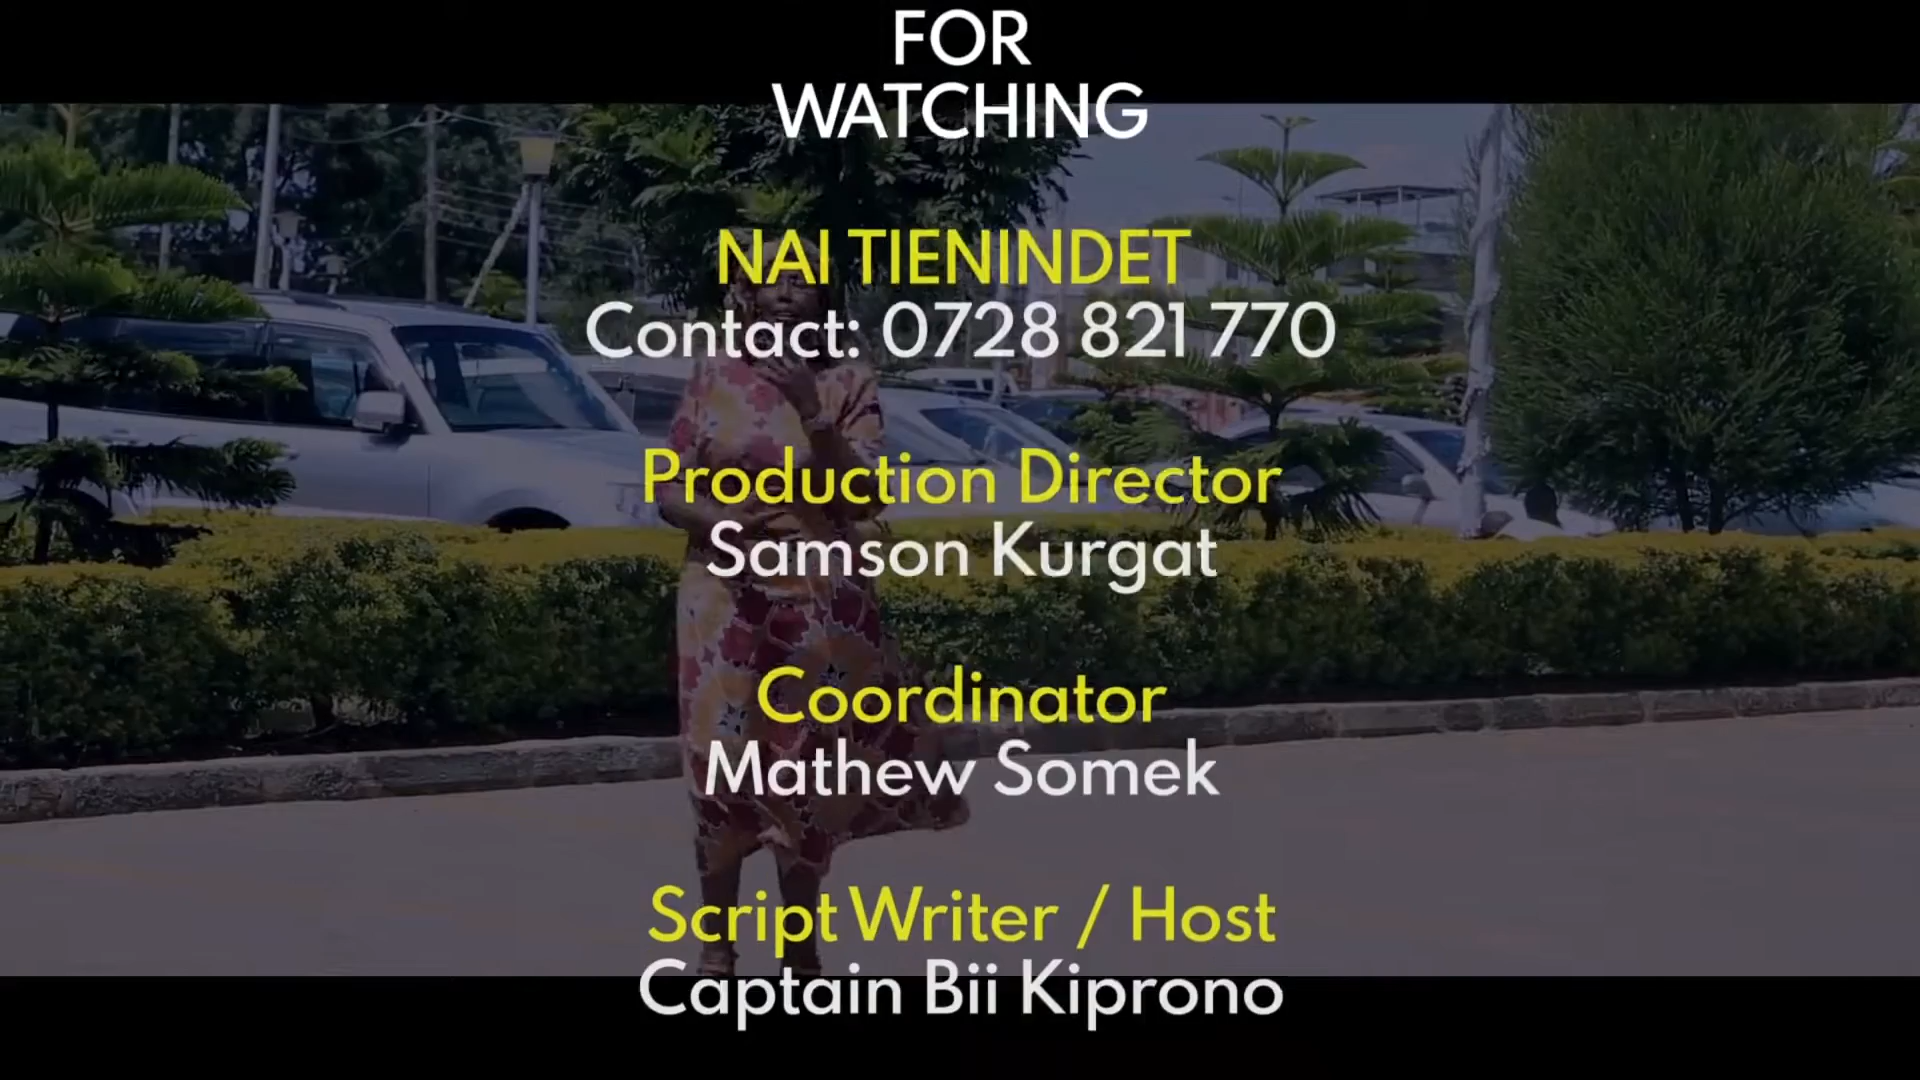 FOR
WATCHING
NAI TIENINDET
Contact: 0728 821 770
Production Director
Samson Kurgat
Coordinator
Mathew Somek
Script Writer / Host
Captain Bii Kiprono